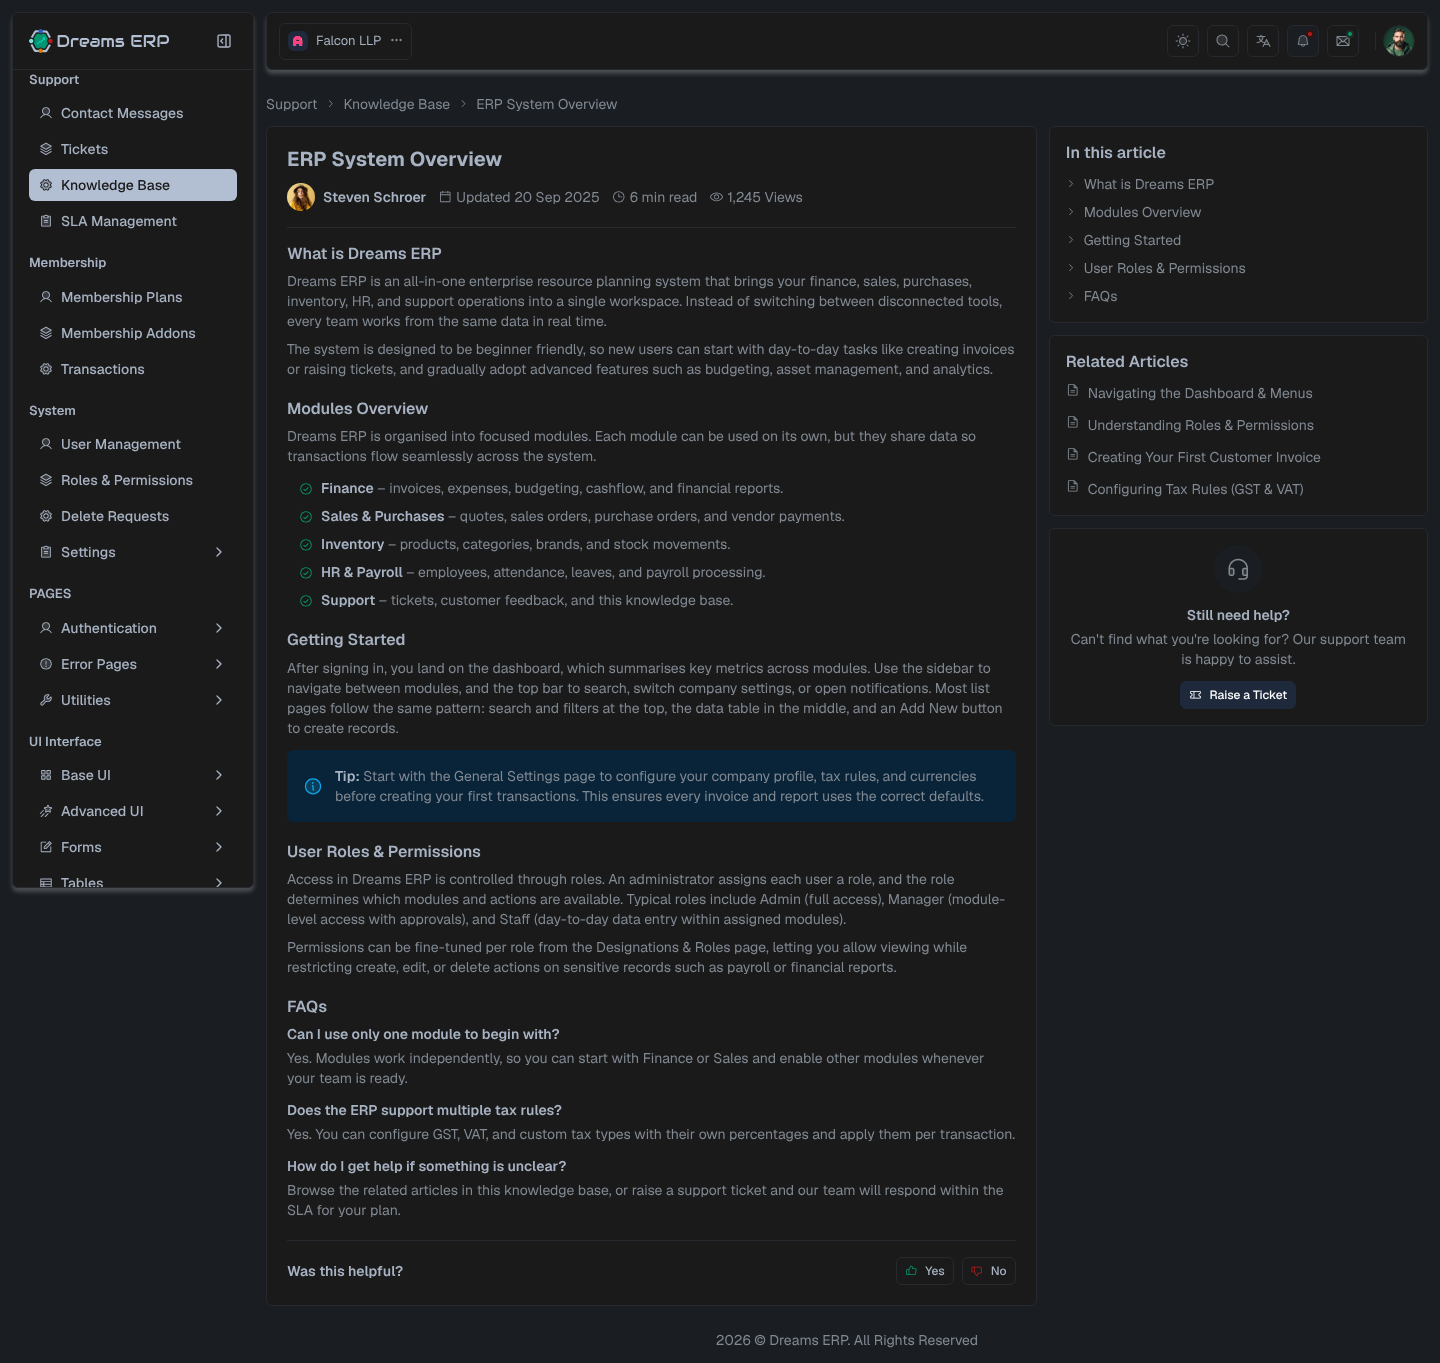 Dreams ERP
Support
Contact Messages
Tickets
Knowledge Base
SLA Management
Membership
Membership Plans
Membership Addons
Transactions
System
User Management
Roles & Permissions
Delete Requests
Settings
PAGES
Authentication
Error Pages
Utilities
UI Interface
Base UI
Advanced UI
Forms
Tables
Falcon LLP
Support > Knowledge Base > ERP System Overview
ERP System Overview
Steven Schroer Updated 20 Sep 2025 6 min read 1,245 Views
What is Dreams ERP
Dreams ERP is an all-in-one enterprise resource planning system that brings your finance, sales, purchases,
inventory, HR, and support operations into a single workspace. Instead of switching between disconnected tools,
every team works from the same data in real time.
The system is designed to be beginner friendly, so new users can start with day-to-day tasks like creating invoices
or raising tickets, and gradually adopt advanced features such as budgeting, asset management, and analytics.
Modules Overview
Dreams ERP is organised into focused modules. Each module can be used on its own, but they share data so
transactions flow seamlessly across the system.
Finance – invoices, expenses, budgeting, cashflow, and financial reports.
Sales & Purchases – quotes, sales orders, purchase orders, and vendor payments.
Inventory – products, categories, brands, and stock movements.
HR & Payroll – employees, attendance, leaves, and payroll processing.
Support – tickets, customer feedback, and this knowledge base.
Getting Started
After signing in, you land on the dashboard, which summarises key metrics across modules. Use the sidebar to
navigate between modules, and the top bar to search, switch company settings, or open notifications. Most list
pages follow the same pattern: search and filters at the top, the data table in the middle, and an Add New button
to create records.
Tip: Start with the General Settings page to configure your company profile, tax rules, and currencies
before creating your first transactions. This ensures every invoice and report uses the correct defaults.
User Roles & Permissions
Access in Dreams ERP is controlled through roles. An administrator assigns each user a role, and the role
determines which modules and actions are available. Typical roles include Admin (full access), Manager (module-
level access with approvals), and Staff (day-to-day data entry within assigned modules).
Permissions can be fine-tuned per role from the Designations & Roles page, letting you allow viewing while
restricting create, edit, or delete actions on sensitive records such as payroll or financial reports.
FAQs
Can I use only one module to begin with?
Yes. Modules work independently, so you can start with Finance or Sales and enable other modules whenever
your team is ready.
Does the ERP support multiple tax rules?
Yes. You can configure GST, VAT, and custom tax types with their own percentages and apply them per transaction.
How do I get help if something is unclear?
Browse the related articles in this knowledge base, or raise a support ticket and our team will respond within the
SLA for your plan.
Was this helpful? Yes No
In this article
What is Dreams ERP
Modules Overview
Getting Started
User Roles & Permissions
FAQs
Related Articles
Navigating the Dashboard & Menus
Understanding Roles & Permissions
Creating Your First Customer Invoice
Configuring Tax Rules (GST & VAT)
Still need help?
Can't find what you're looking for? Our support team
is happy to assist.
Raise a Ticket
2026 © Dreams ERP. All Rights Reserved